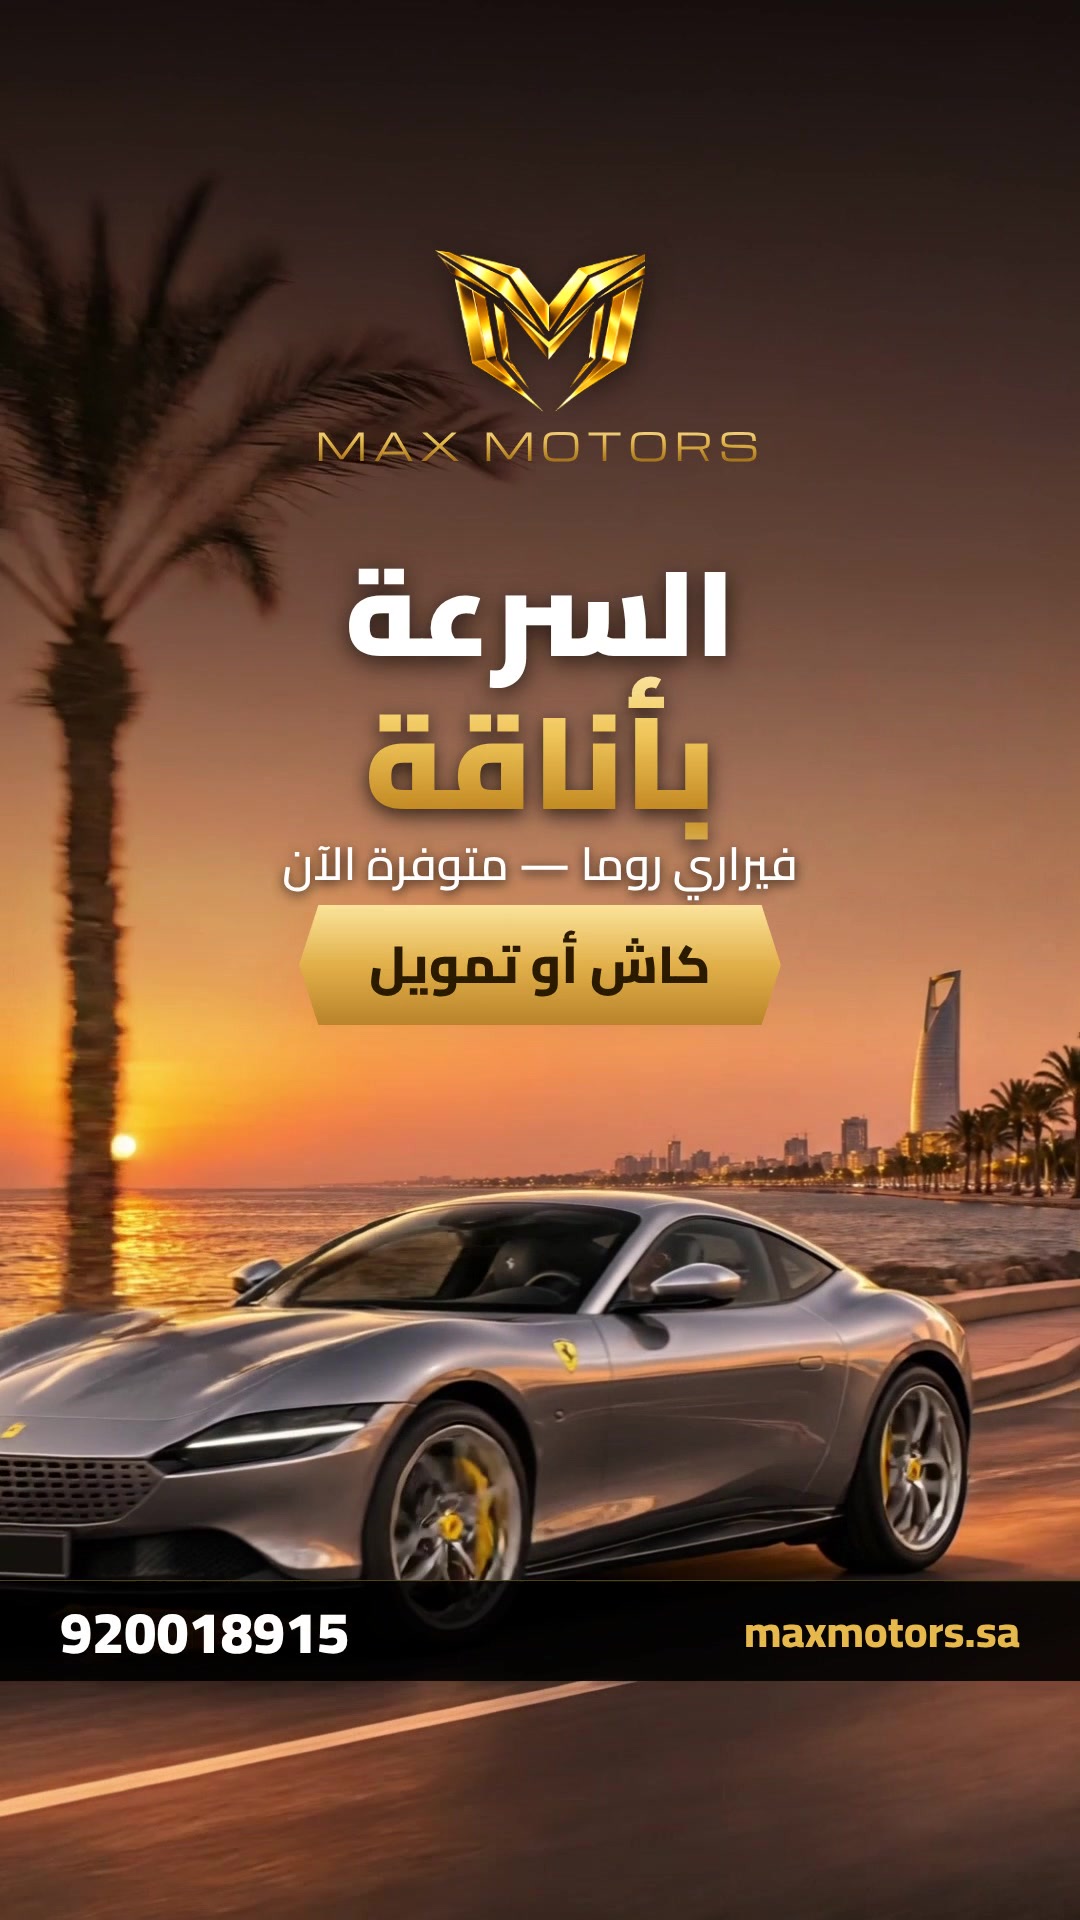 MAX MOTORS
السرعة
بأناقة
فيراري روما — متوفرة الآن
كاش أو تمويل
920018915
maxmotors.sa